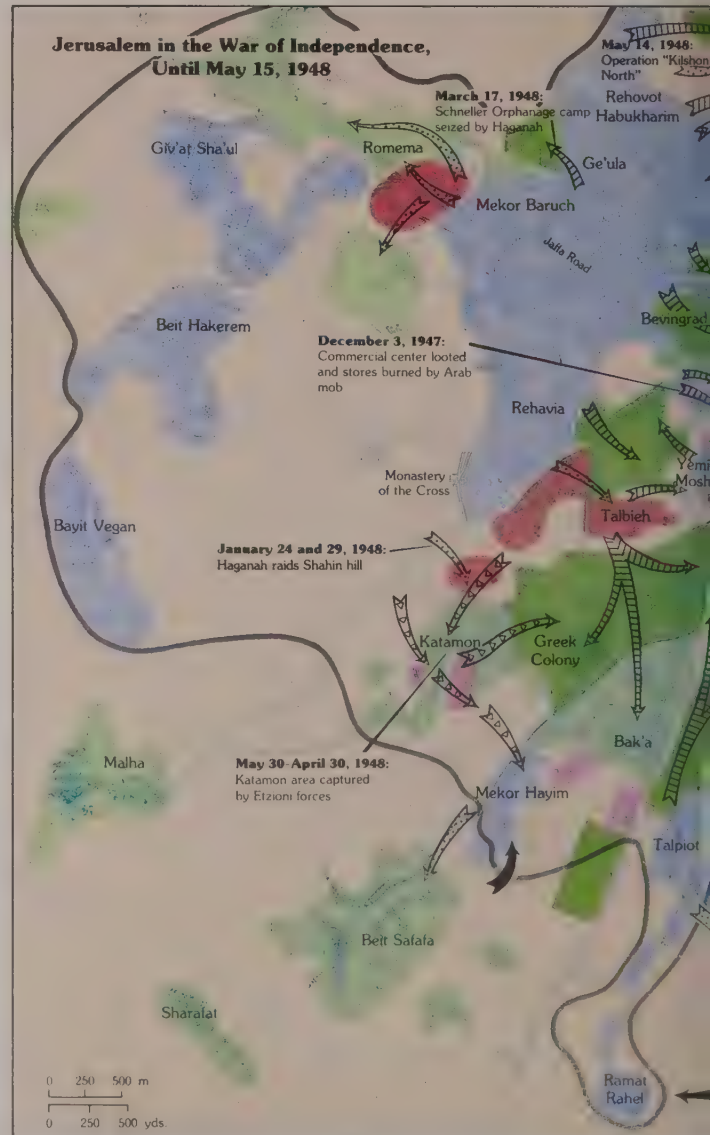 Jerusalem in the War of Independence,
Until May 15, 1948
May 14, 1948:
Operation "Kilshon
North"
Rehovot
Habukharim
March 17, 1948:
Schneller Orphanage camp
seized by Haganah
Giv'at Sha'ul
Romema
Ge'ula
Mekor Baruch
Jaffa Road
Beit Hakerem
Bevingrad
December 3, 1947:
Commercial center looted
and stores burned by Arab
mob
Rehavia
Monastery
of the Cross
Yemi
Mosh
Talbieh
Bayit Vegan
January 24 and 29, 1948:
Haganah raids Shahin hill
Katamon
Greek
Colony
Bak'a
Malha
May 30-April 30, 1948:
Katamon area captured
by Etzioni forces
Mekor Hayim
Talpiot
Beit Safafa
Sharafat
Ramat
Rahel
0 250 500 m
0 250 500 yds.